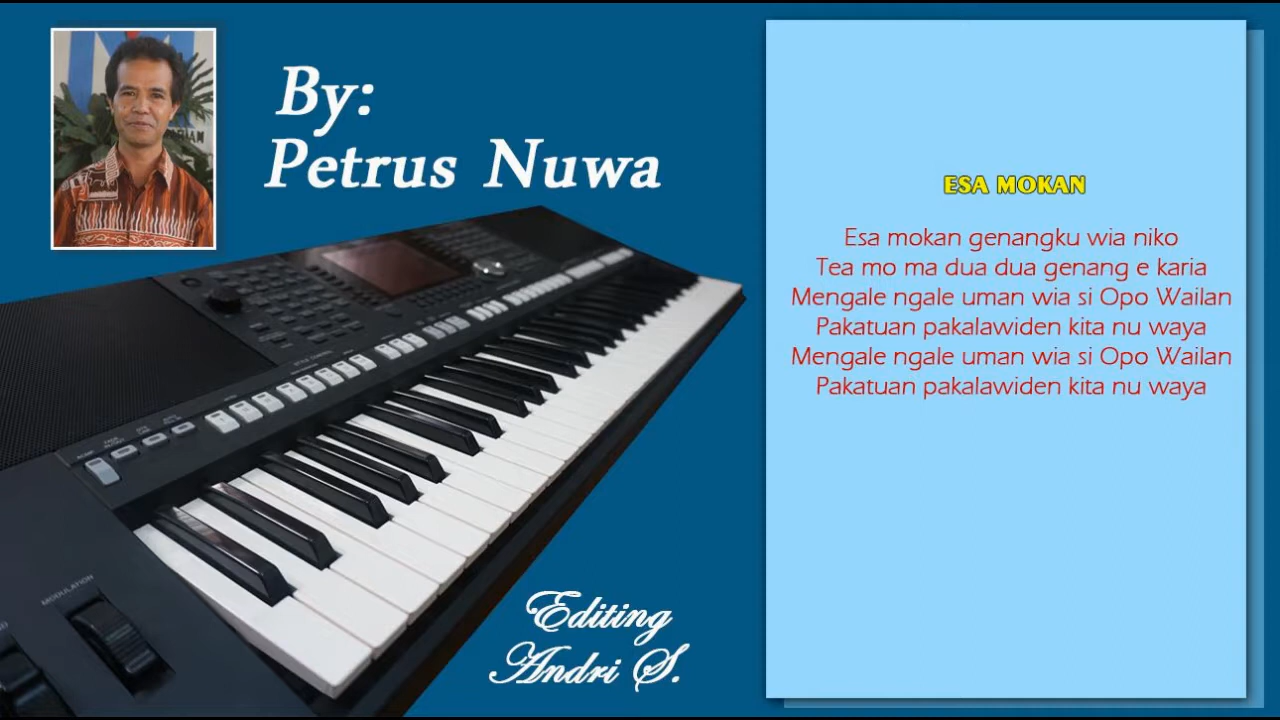 By:
Petrus Nuwa
ESA MOKAN
Esa mokan genangku wia niko
Tea mo ma dua dua genang e karia
Mengale ngale uman wia si Opo Wailan
Pakatuan pakalawiden kita nu waya
Mengale ngale uman wia si Opo Wailan
Pakatuan pakalawiden kita nu waya
MODULATION
Editing
Andri S.